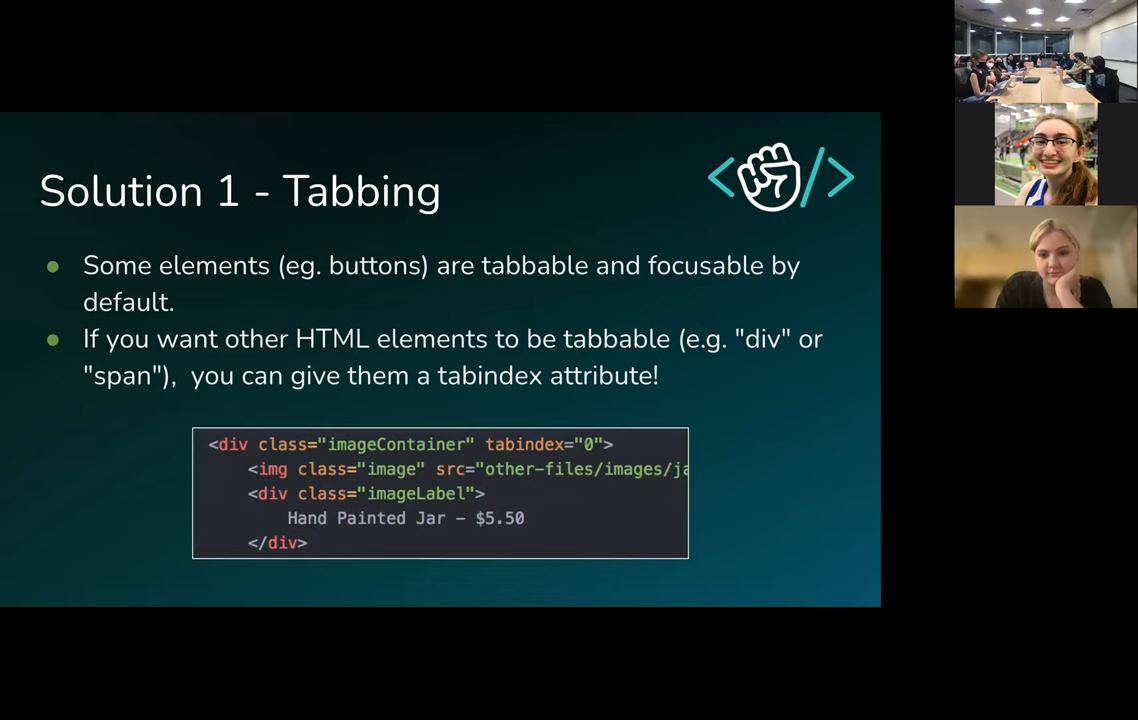 Solution 1 - Tabbing
Some elements (eg. buttons) are tabbable and focusable by
default.
If you want other HTML elements to be tabbable (e.g. "div" or
"span"),  you can give them a tabindex attribute!
<div class="imageContainer" tabindex="0">
<img class="image" src="other-files/images/ja
<div class="imageLabel">
Hand Painted Jar – $5.50
</div>